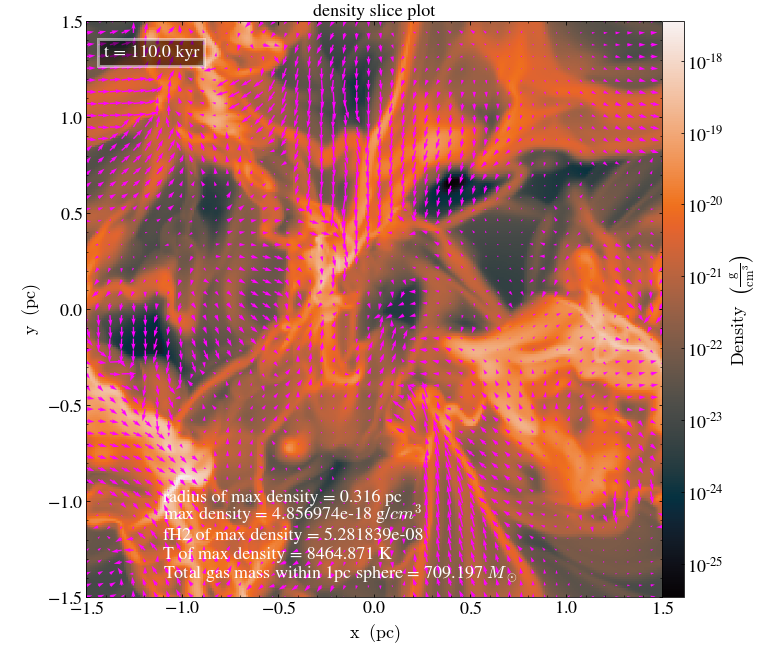 density slice plot
t = 110.0 kyr
1.5
1.0
0.5
0.0
−0.5
−1.0
−1.5
y (pc)
radius of max density = 0.316 pc
max density = 4.856974e-18 g/cm³
fH2 of max density = 5.281839e-08
T of max density = 8464.871 K
Total gas mass within 1pc sphere = 709.197 M☉
−1.5 −1.0 −0.5 0.0 0.5 1.0 1.5
x (pc)
10⁻¹⁸
10⁻¹⁹
10⁻²⁰
10⁻²¹
10⁻²²
10⁻²³
10⁻²⁴
10⁻²⁵
Density (g/cm³)